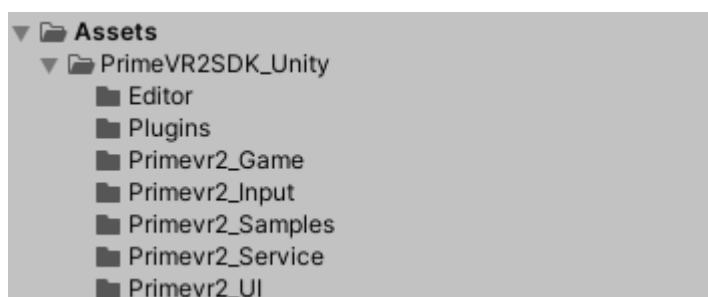 Assets
PrimeVR2SDK_Unity
Editor
Plugins
Primevr2_Game
Primevr2_Input
Primevr2_Samples
Primevr2_Service
Primevr2_UI